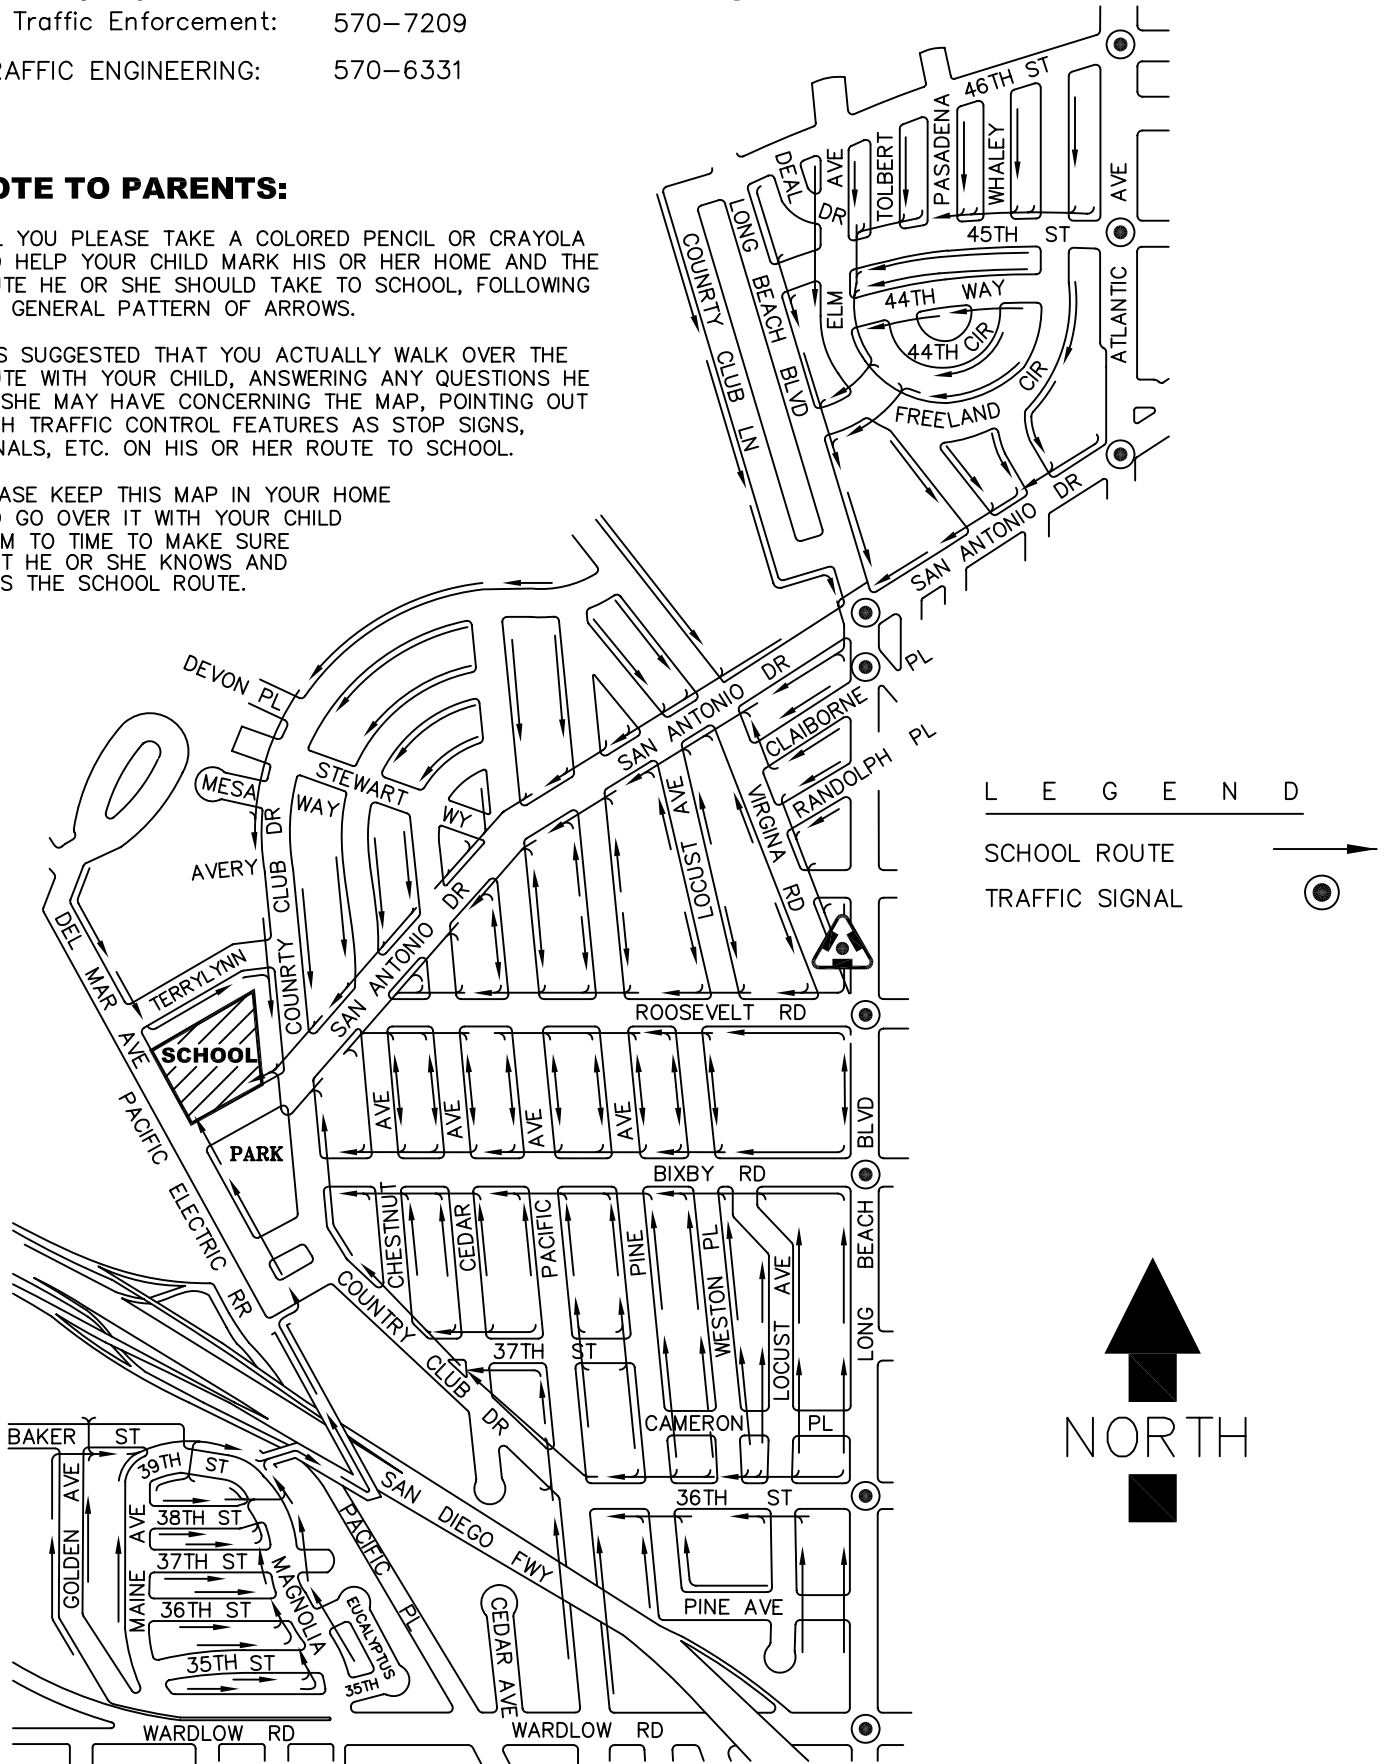 Traffic Enforcement: 570-7209
RAFFIC ENGINEERING: 570-6331
OTE TO PARENTS:
L YOU PLEASE TAKE A COLORED PENCIL OR CRAYOLA
HELP YOUR CHILD MARK HIS OR HER HOME AND THE
UTE HE OR SHE SHOULD TAKE TO SCHOOL, FOLLOWING
GENERAL PATTERN OF ARROWS.
S SUGGESTED THAT YOU ACTUALLY WALK OVER THE
UTE WITH YOUR CHILD, ANSWERING ANY QUESTIONS HE
SHE MAY HAVE CONCERNING THE MAP, POINTING OUT
CH TRAFFIC CONTROL FEATURES AS STOP SIGNS,
NALS, ETC. ON HIS OR HER ROUTE TO SCHOOL.
ASE KEEP THIS MAP IN YOUR HOME
GO OVER IT WITH YOUR CHILD
M TO TIME TO MAKE SURE
T HE OR SHE KNOWS AND
S THE SCHOOL ROUTE.
46TH ST
DEAL DR
ELM AVE
TOLBERT
PASADENA
WHALEY
ATLANTIC AVE
45TH ST
44TH WAY
44TH CIR
FREELAND CIR
COUNRTY CLUB LN
LONG BEACH BLVD
SAN ANTONIO DR
DEVON PL
MESA
AVERY
STEWART WAY
WY
COUNRTY CLUB DR
SAN ANTONIO DR
SAN ANTONIO DR
CLAIBORNE PL
RANDOLPH PL
LOCUST AVE
VIRGINA RD
LEGEND
SCHOOL ROUTE
TRAFFIC SIGNAL
DEL MAR AVE
TERRYLYNN
SCHOOL
PARK
ROOSEVELT RD
PACIFIC ELECTRIC RR
AVE
AVE
AVE
AVE
BIXBY RD
LONG BEACH BLVD
CHESTNUT
CEDAR
PACIFIC
PINE
WESTON PL
LOCUST AVE
COUNTRY CLUB DR
37TH ST
CAMERON PL
36TH ST
NORTH
BAKER ST
39TH ST
GOLDEN AVE
MAINE AVE
38TH ST
37TH ST
36TH ST
35TH ST
MAGNOLIA
EUCALYPTUS
35TH
PACIFIC PL
SAN DIEGO FWY
CEDAR AVE
PINE AVE
WARDLOW RD
WARDLOW RD